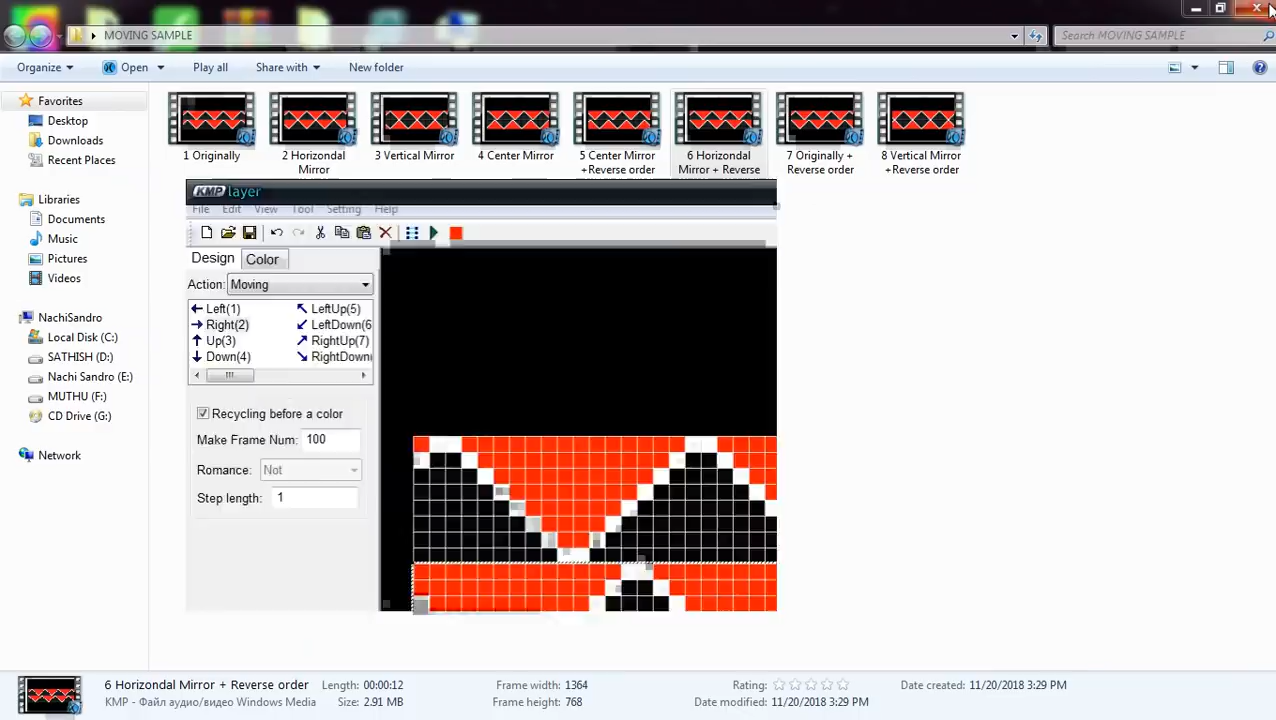 MOVING SAMPLE
Search MOVING SAMPLE
Organize Open Play all Share with New folder
Favorites
Desktop
Downloads
Recent Places
Libraries
Documents
Music
Pictures
Videos
NachiSandro
Local Disk (C:)
SATHISH (D:)
Nachi Sandro (E:)
MUTHU (F:)
CD Drive (G:)
Network
1 Originally
2 Horizondal
Mirror
3 Vertical Mirror
4 Center Mirror
5 Center Mirror
+Reverse order
6 Horizondal
Mirror + Reverse
7 Originally +
Reverse order
8 Vertical Mirror
+Reverse order
KMPlayer
File Edit View Tool Setting Help
Design Color
Action: Moving
Left(1) LeftUp(5)
Right(2) LeftDown(6
Up(3) RightUp(7)
Down(4) RightDown(
Recycling before a color
Make Frame Num: 100
Romance: Not
Step length: 1
6 Horizondal Mirror + Reverse order Length: 00:00:12 Frame width: 1364 Rating: Date created: 11/20/2018 3:29 PM
KMP - Файл аудио/видео Windows Media Size: 2.91 MB Frame height: 768 Date modified: 11/20/2018 3:29 PM